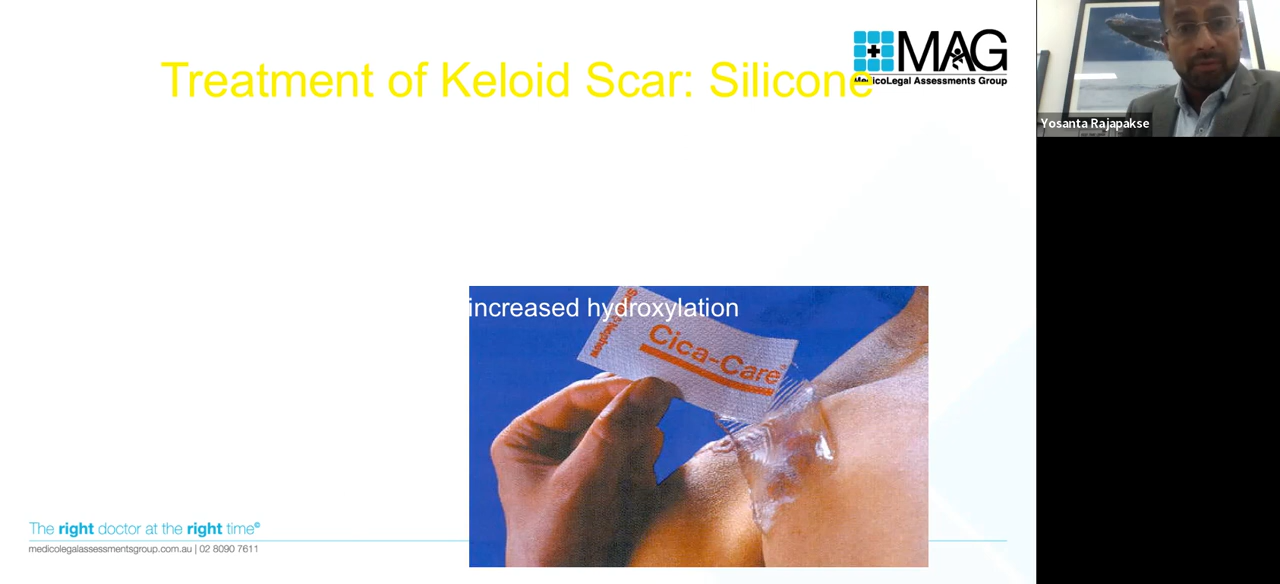 MAG
MedicoLegal Assessments Group
Treatment of Keloid Scar: Silicone
Yosanta Rajapakse
increased hydroxylation
Cica-Care
The right doctor at the right time©
medicolegalassessmentsgroup.com.au | 02 8090 7611